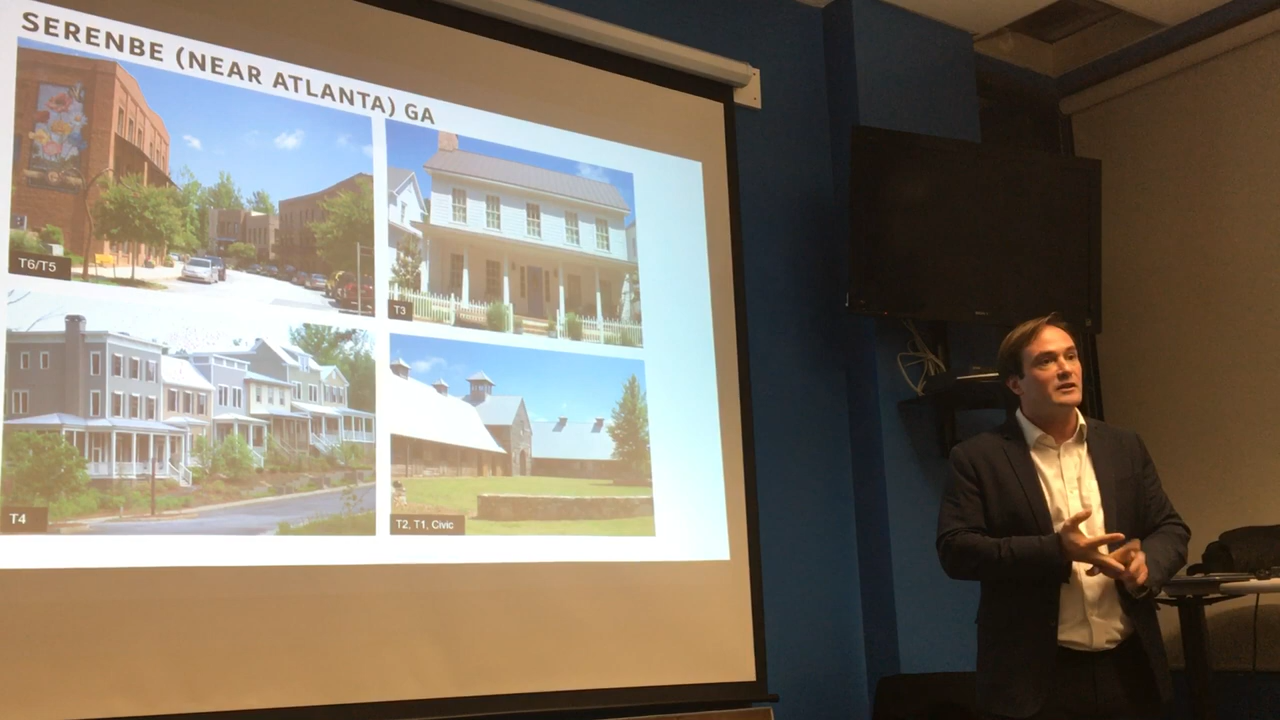 SERENBE (NEAR ATLANTA) GA
T6/T5
T3
T4
T2, T1, Civic